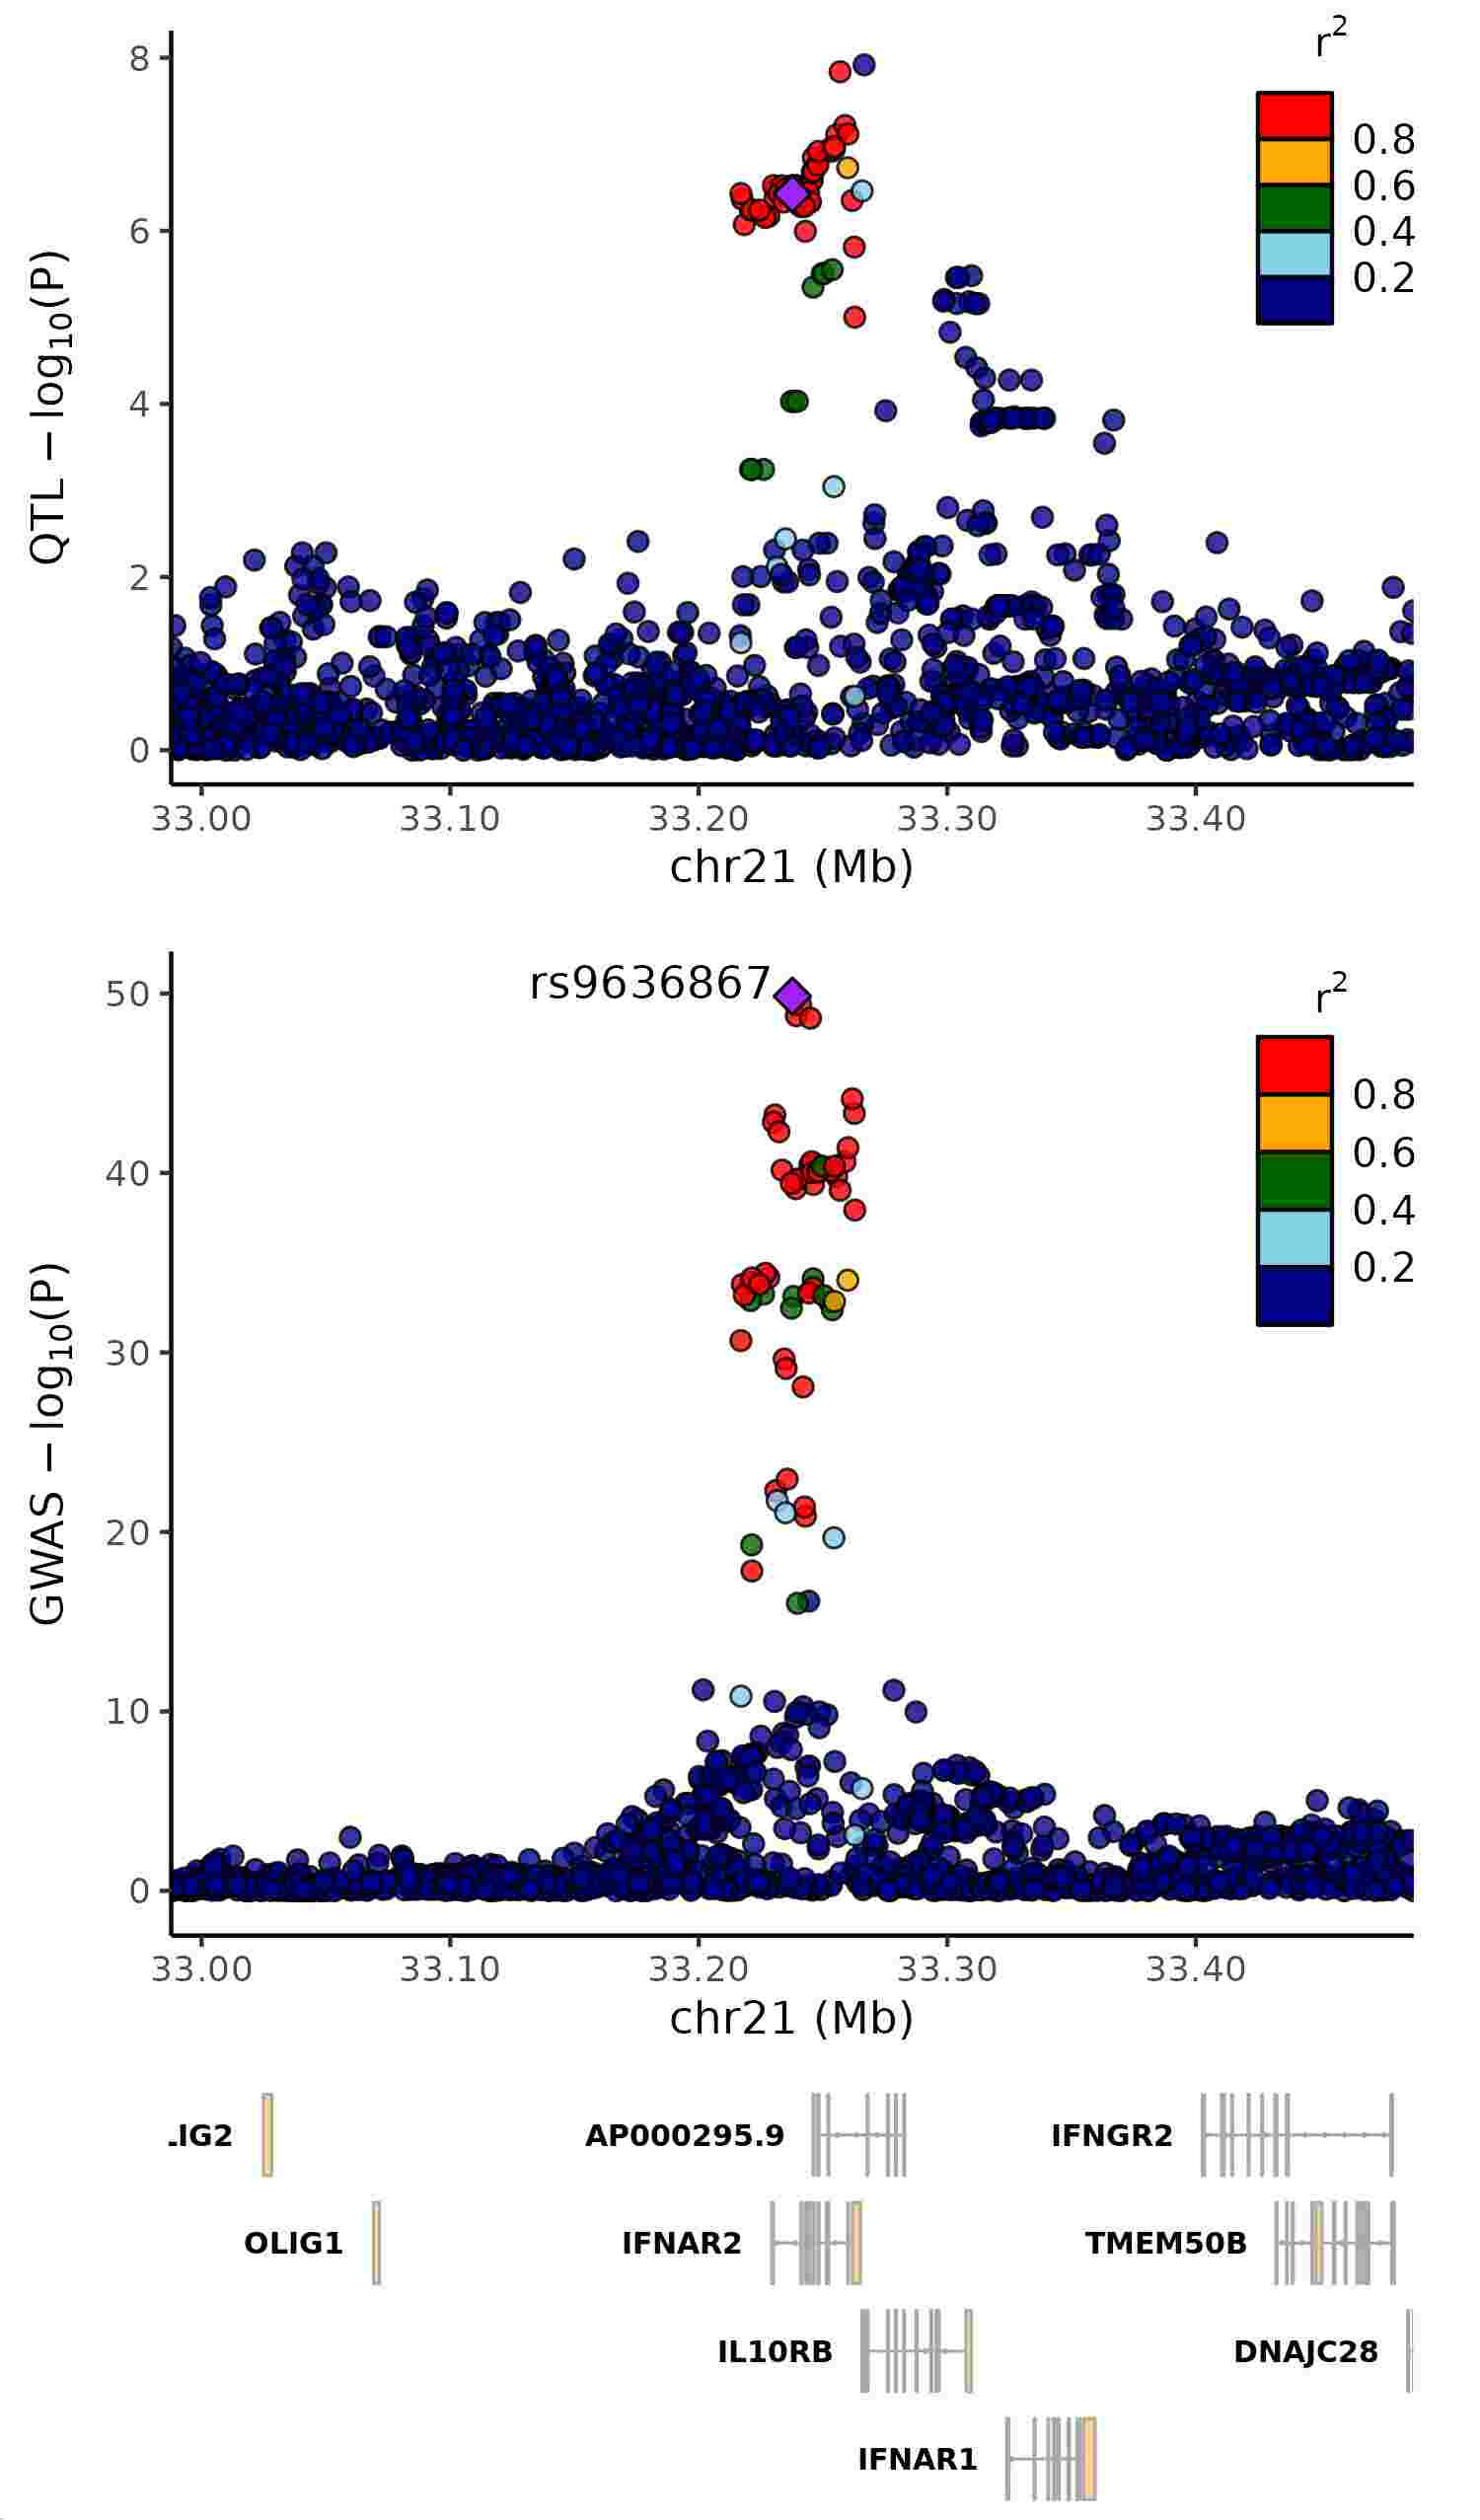 r2
8
6
4
2
0
QTL − log10(P)
0.8
0.6
0.4
0.2
33.00 33.10 33.20 33.30 33.40
chr21 (Mb)
rs9636867
r2
50
40
30
20
10
0
GWAS − log10(P)
0.8
0.6
0.4
0.2
33.00 33.10 33.20 33.30 33.40
chr21 (Mb)
.IG2 AP000295.9 IFNGR2
OLIG1 IFNAR2 TMEM50B
IL10RB DNAJC28
IFNAR1